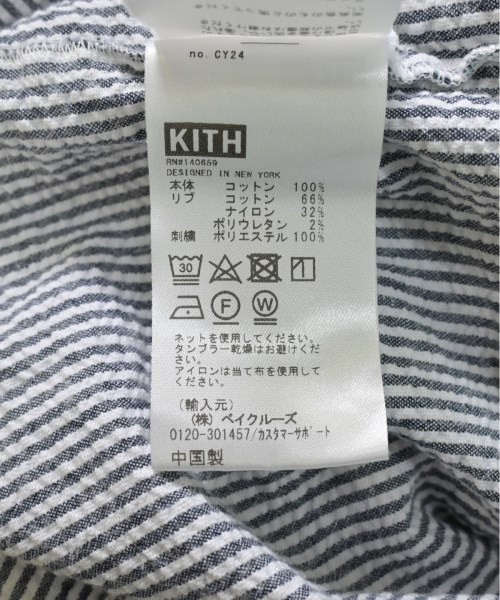 no. CY24
KITH
RN#140659
DESIGNED IN NEW YORK
本体 コットン 100%
リブ コットン 66%
ナイロン 32%
ポリウレタン 2%
刺繍 ポリエステル 100%
30
F W
ネットを使用してください。
タンブラー乾燥はお避けくだ
さい。
アイロンは当て布を使用して
ください。
(輸入元)
(株) ベイクルーズ
0120-301457/カスタマーサポート
中国製